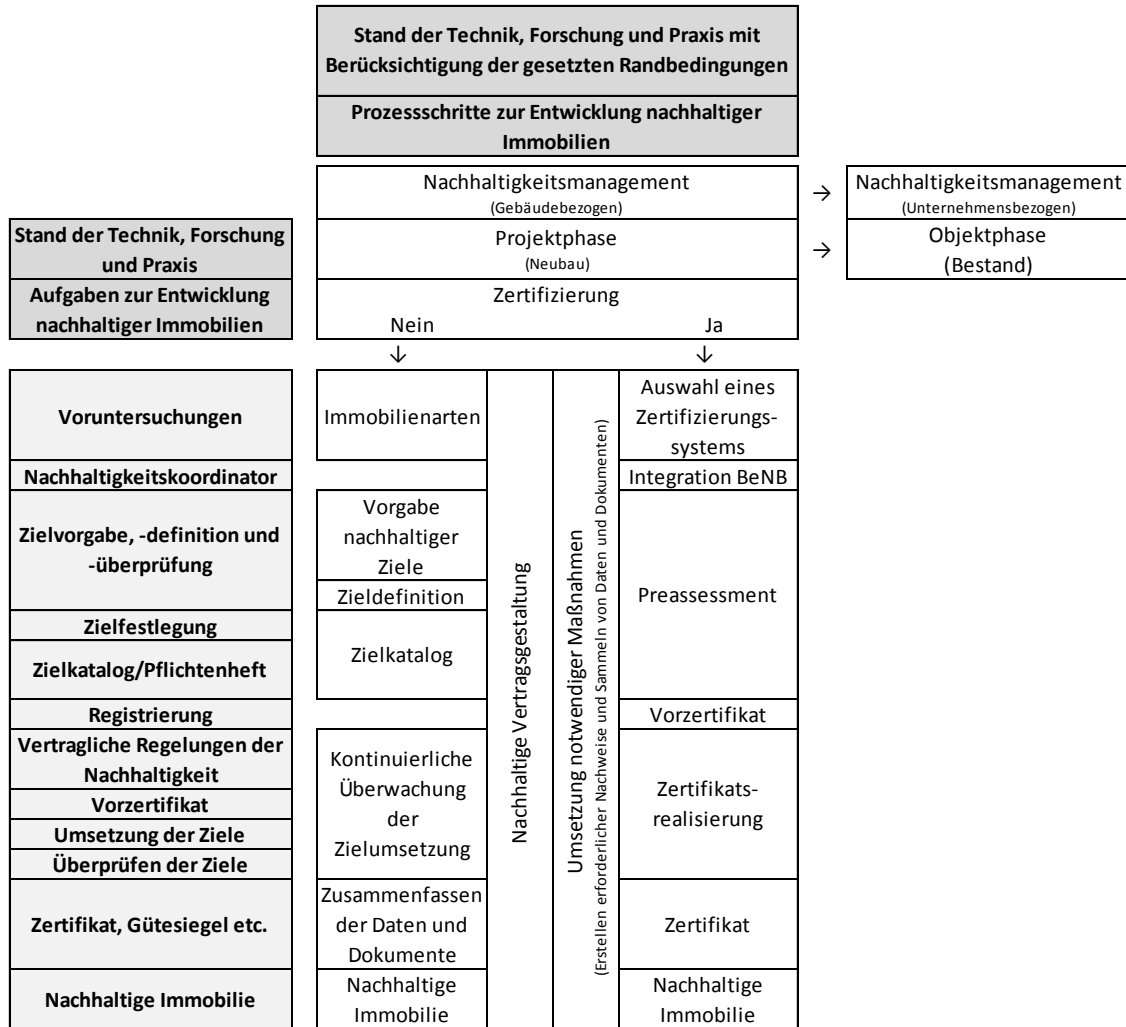 Stand der Technik, Forschung und Praxis mit
Berücksichtigung der gesetzten Randbedingungen
Prozessschritte zur Entwicklung nachhaltiger
Immobilien
Nachhaltigkeitsmanagement
(Gebäudebezogen)
→
Nachhaltigkeitsmanagement
(Unternehmensbezogen)
Stand der Technik, Forschung
und Praxis
Projektphase
(Neubau)
→
Objektphase
(Bestand)
Aufgaben zur Entwicklung
nachhaltiger Immobilien
Zertifizierung
Nein
Ja
↓
↓
Voruntersuchungen
Immobilienarten
Nachhaltige Vertragsgestaltung
Umsetzung notwendiger Maßnahmen
(Erstellen erforderlicher Nachweise und Sammeln von Daten und Dokumenten)
Auswahl eines
Zertifizierungs-
systems
Nachhaltigkeitskoordinator
Integration BeNB
Zielvorgabe, -definition und
-überprüfung
Vorgabe
nachhaltiger
Ziele
Zieldefinition
Preassessment
Zielfestlegung
Zielkatalog/Pflichtenheft
Zielkatalog
Registrierung
Vorzertifikat
Vertragliche Regelungen der
Nachhaltigkeit
Vorzertifikat
Umsetzung der Ziele
Überprüfen der Ziele
Kontinuierliche
Überwachung
der
Zielumsetzung
Zertifikats-
realisierung
Zertifikat, Gütesiegel etc.
Zusammenfassen
der Daten und
Dokumente
Zertifikat
Nachhaltige Immobilie
Nachhaltige
Immobilie
Nachhaltige
Immobilie